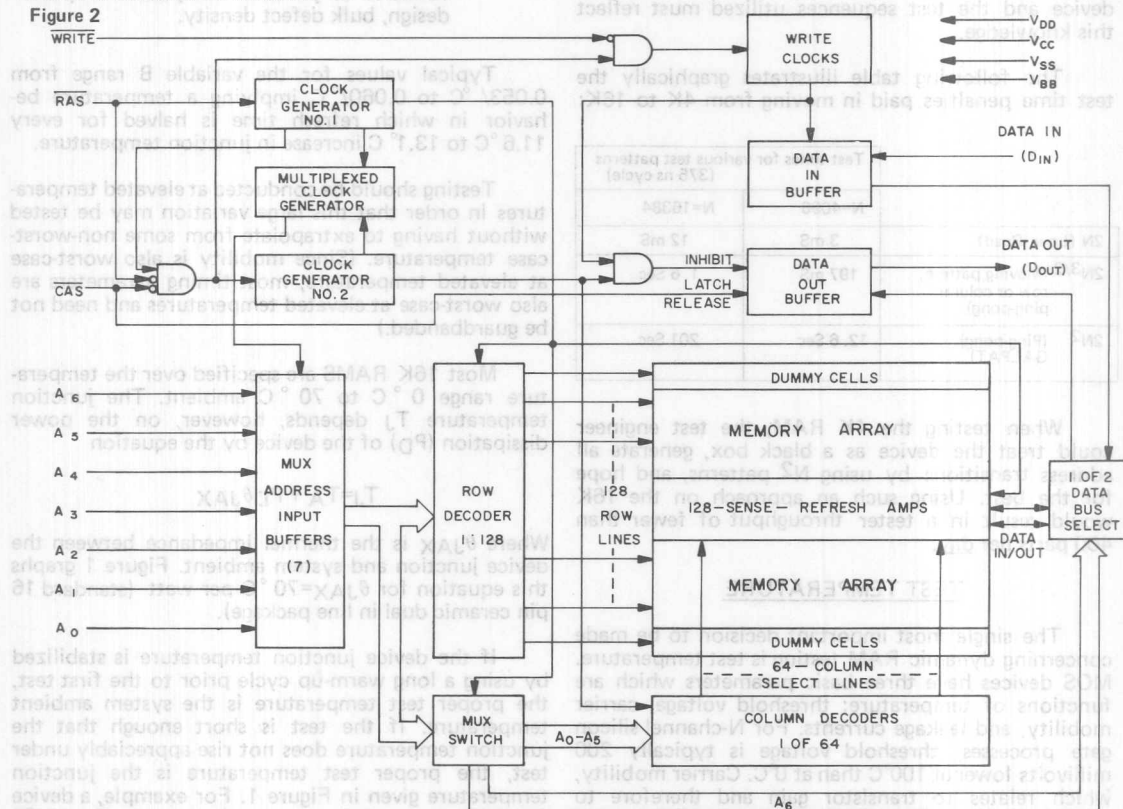 Figure 2
design, bulk defect density.
device and the test sequences utilized must reflect
this knowledge.
WRITE
WRITE
CLOCKS
VDD
VCC
VSS
VBB
Typical values for the variable B range from
0.053/°C to 0.060/ implying a temperature be-
havior in which refresh time is halved for every
11.6°C to 13.1°C increase in junction temperature.
The following table illustrates graphically the
test time penalties paid in moving from 4K to 16K:
RAS
CLOCK
GENERATOR
NO.1
MULTIPLEXED
CLOCK
GENERATOR
CLOCK
GENERATOR
NO.2
CAS
DATA IN
(DIN)
DATA
IN
BUFFER
Test for various test patterns
(375 ns cycle)
N=4096 N=16384
2N 3 mS 12 mS
2N3/2 197 mS 1.6 Sec
2N2 12.6 Sec 201 Sec
INHIBIT
LATCH
RELEASE
DATA
OUT
BUFFER
DATA OUT
(DOUT)
Testing should be conducted at elevated tempera-
tures in order that this large variation may be tested
without having to extrapolate from some non-worst-
case temperature. mobility is also worst-case
at elevated temperature, most timing parameters are
also worst-case at elevated temperatures and need not
be guardbanded.)
Most 16K RAMS are specified over the tempera-
ture range 0°C to 70°C ambient. The junction
temperature TJ depends, however, on the power
dissipation (PD) of the device by the equation
A6
A5
A4
A3
A2
A1
A0
MUX
ADDRESS
INPUT
BUFFERS
(7)
ROW
DECODER
1:128
128
ROW
LINES
DUMMY CELLS
MEMORY ARRAY
128-SENSE-REFRESH AMPS
MEMORY ARRAY
DUMMY CELLS
DATA
IN/OUT
1 OF 2
DATA
BUS
SELECT
When testing the 4K RAM, the test engineer
could treat the device as a black box, generate all
address transitions by using N2 patterns, and hope
for the best. Using such an approach on the 16K
would result in a tester throughput of fewer than
Where θJAX is the thermal impedance between the
device junction and system ambient. Figure 1 graphs
this equation for θJAX=70°C per watt (standard 16
pin ceramic dual in line package).
TEST TEMPERATURE
The single most important decision to be made
concerning dynamic RAM testing is test temperature.
MOS devices have three basic parameters which are
functions of temperature; threshold voltage, carrier
mobility, and leakage currents. For N-channel silicon
gate processes threshold voltage is typically 200
millivolts lower at 100°C than at 0°C. Carrier mobility,
which relates to transistor gain and therefore to
If the device junction temperature is stabilized
by using a long warm-up cycle prior to the first test,
the proper test temperature is the system ambient
temperature. If the test is short enough that the
junction temperature does not rise appreciably under
test, the proper test temperature is the junction
temperature given in Figure 1. For example, a device
64-COLUMN
SELECT LINES
MUX
SWITCH
A0-A5
COLUMN DECODERS
1 OF 64
A6